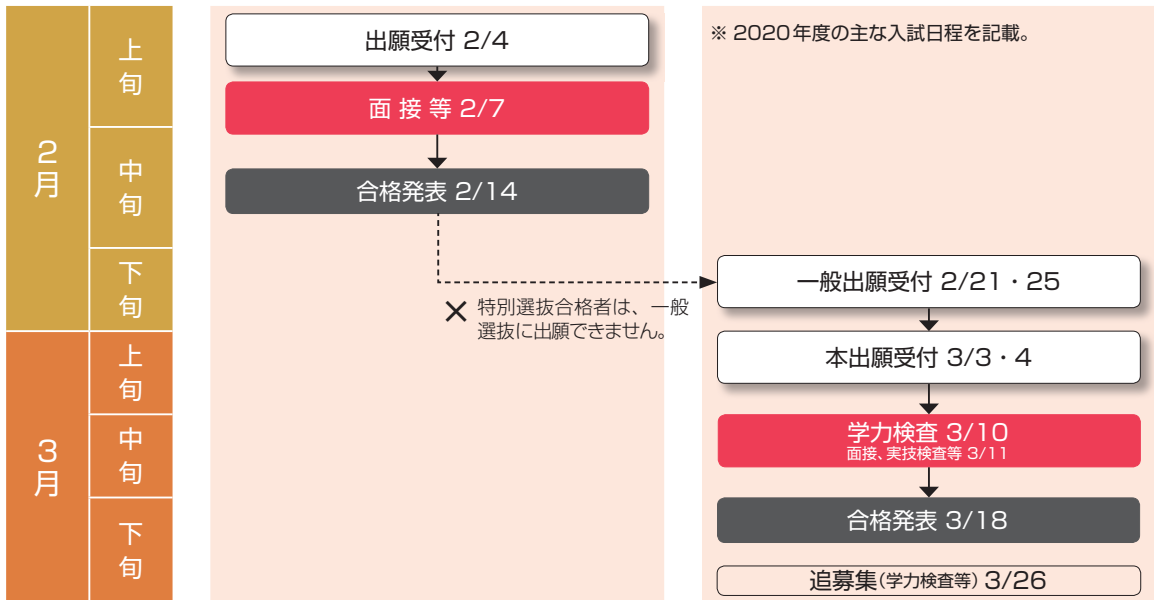 2月
上旬
中旬
下旬
3月
上旬
中旬
下旬
出願受付 2/4
面 接 等 2/7
合格発表 2/14
× 特別選抜合格者は、一般
選抜に出願できません。
※ 2020年度の主な入試日程を記載。
一般出願受付 2/21・25
本出願受付 3/3・4
学力検査 3/10
面接、実技検査等 3/11
合格発表 3/18
追募集(学力検査等) 3/26